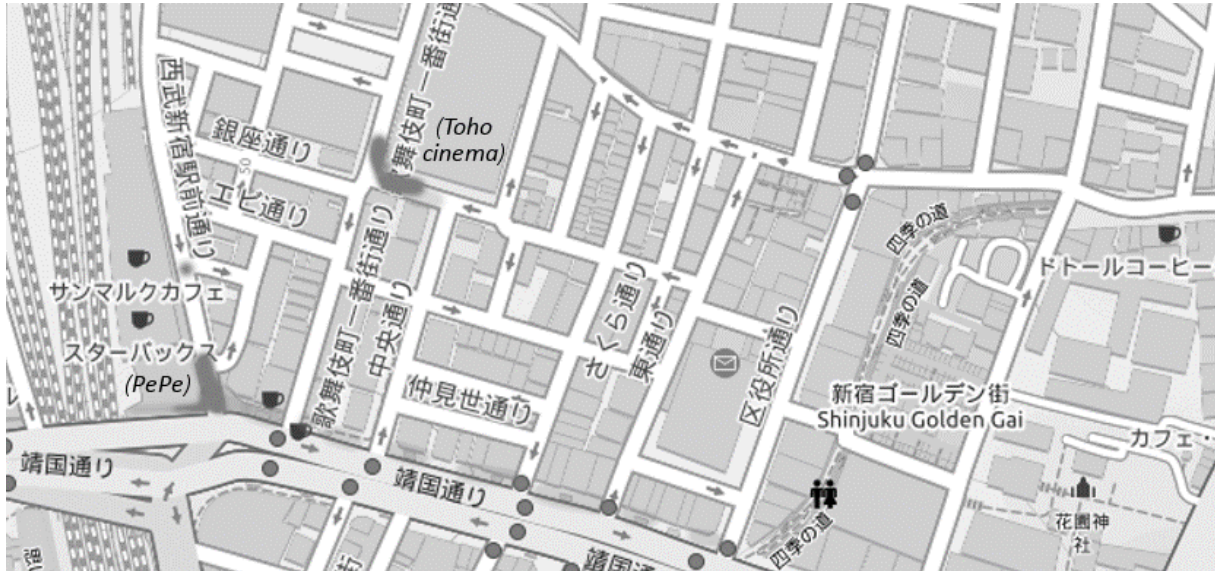 西武新宿駅前通り
歌舞伎町一番街通
(Toho
cinema)
銀座通り
50
エビ通り
サンマルクカフェ
スターバックス
(PePe)
歌舞伎町一番街通り
中央通り
仲見世通り
さくら通り
東通り
区役所通り
四季の道
四季の道
ドトールコーヒー
新宿ゴールデン街
Shinjuku Golden Gai
カフェ・
花園神
社
靖国通り
靖国通り
靖国通
四季の道
街